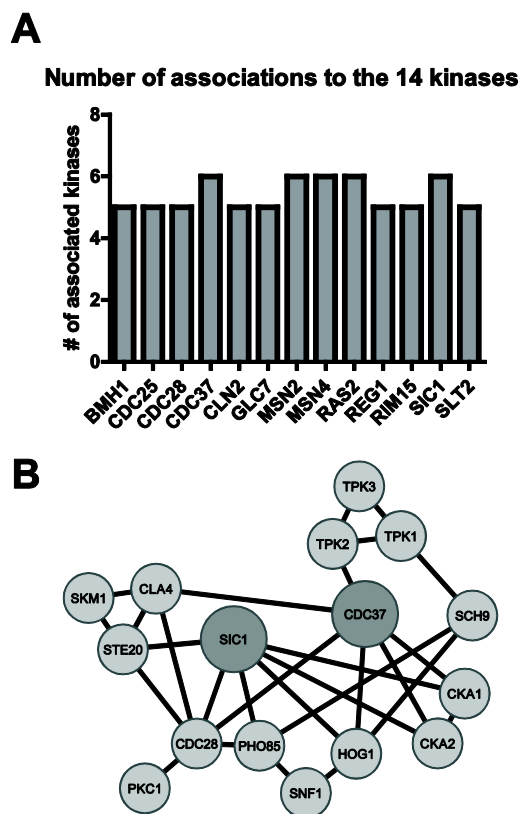 A
Number of associations to the 14 kinases
# of associated kinases
8
6
4
2
0
BMH1
CDC25
CDC28
CDC37
CLN2
GLC7
MSN2
MSN4
RAS2
REG1
RIM15
SIC1
SLT2
B
TPK3
TPK2
TPK1
SKM1
CLA4
CDC37
SCH9
STE20
SIC1
CKA1
CDC28
PHO85
HOG1
CKA2
PKC1
SNF1